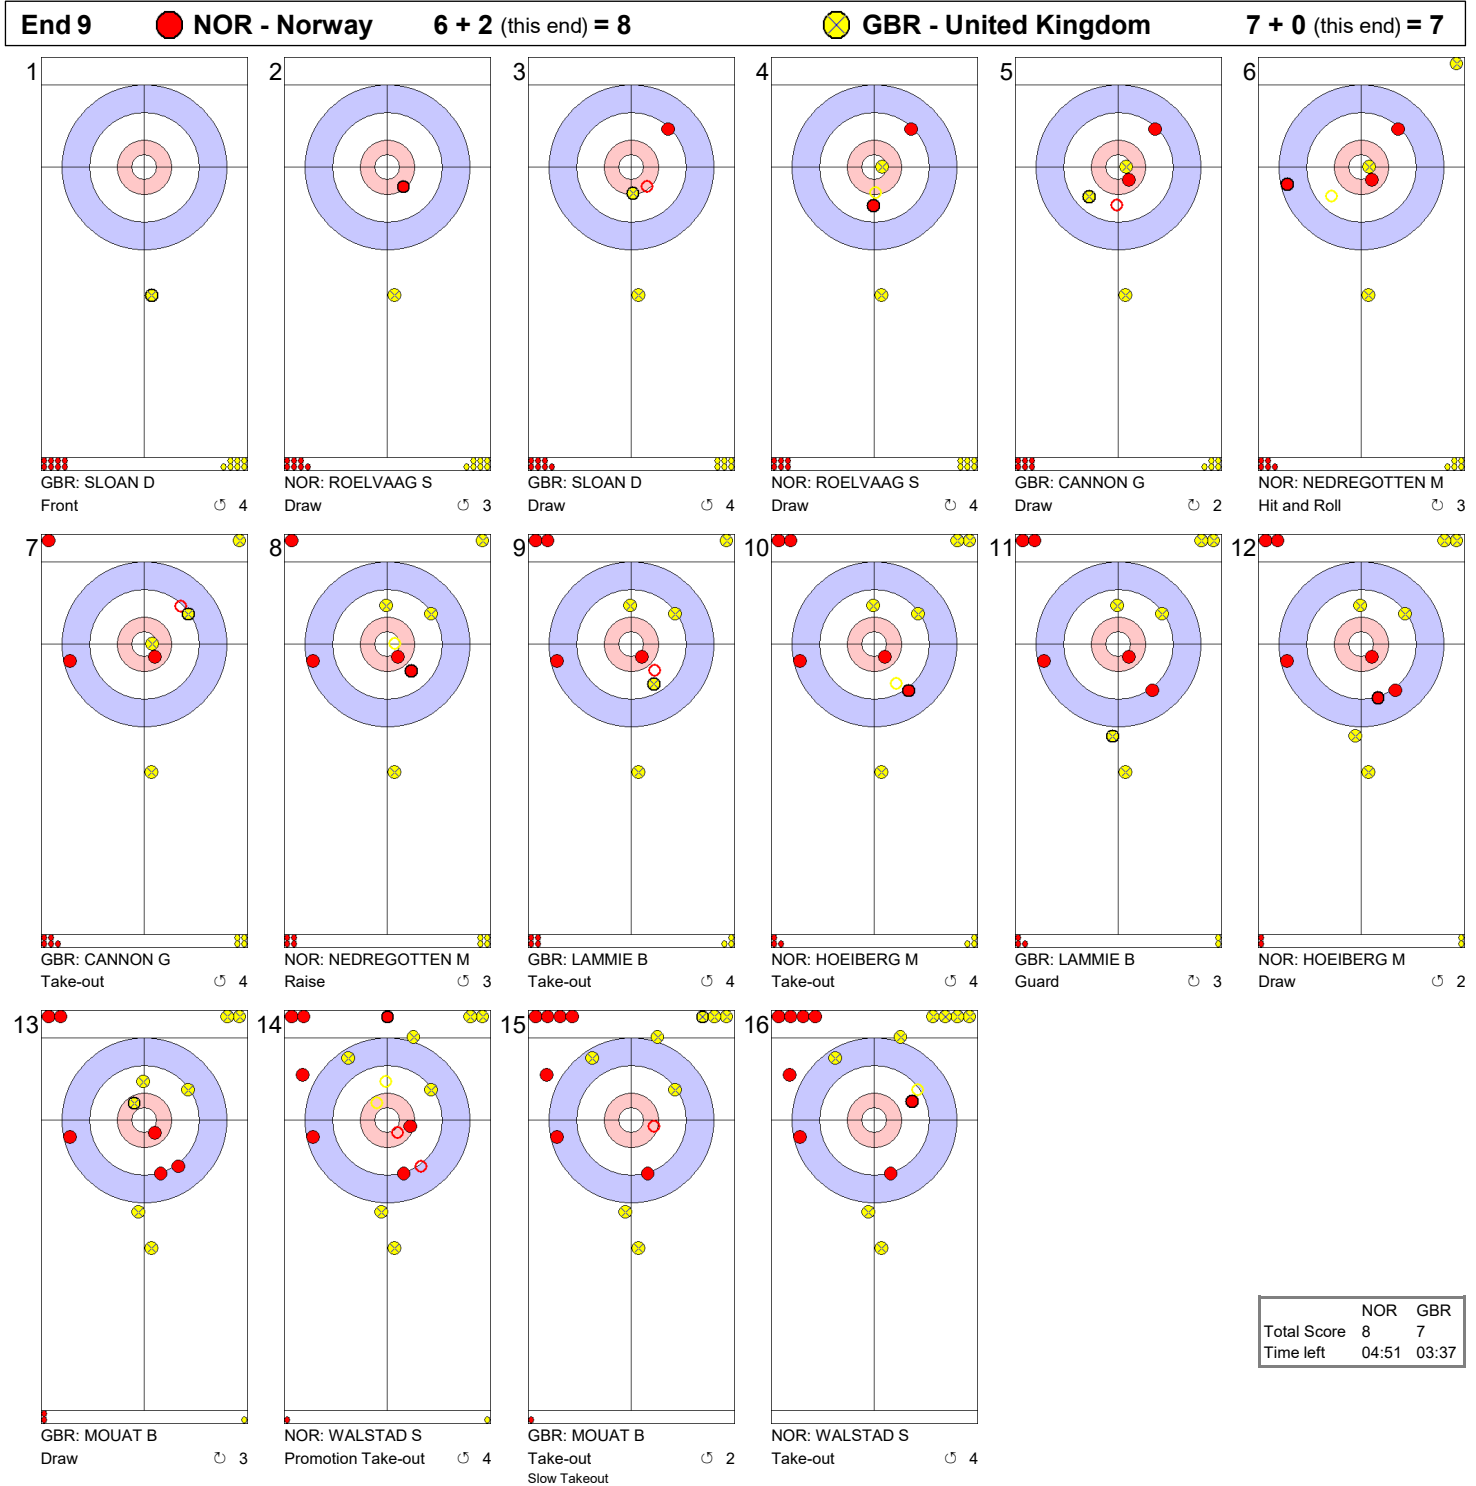 End 9 NOR - Norway 6 + 2 (this end) = 8 GBR - United Kingdom 7 + 0 (this end) = 7
1 2 3 4 5 6
GBR: SLOAN D NOR: ROELVAAG S GBR: SLOAN D NOR: ROELVAAG S GBR: CANNON G NOR: NEDREGOTTEN M
Front ↺ 4 Draw ↺ 3 Draw ↺ 4 Draw ↺ 4 Draw ↻ 2 Hit and Roll ↻ 3
7 8 9 10 11 12
GBR: CANNON G NOR: NEDREGOTTEN M GBR: LAMMIE B NOR: HOEIBERG M GBR: LAMMIE B NOR: HOEIBERG M
Take-out ↺ 4 Raise ↺ 3 Take-out ↺ 4 Take-out ↺ 4 Guard ↻ 3 Draw ↺ 2
13 14 15 16
GBR: MOUAT B NOR: WALSTAD S GBR: MOUAT B NOR: WALSTAD S
Draw ↻ 3 Promotion Take-out ↺ 4 Take-out ↺ 2 Take-out ↺ 4
Slow Takeout
NOR GBR
Total Score 8 7
Time left 04:51 03:37